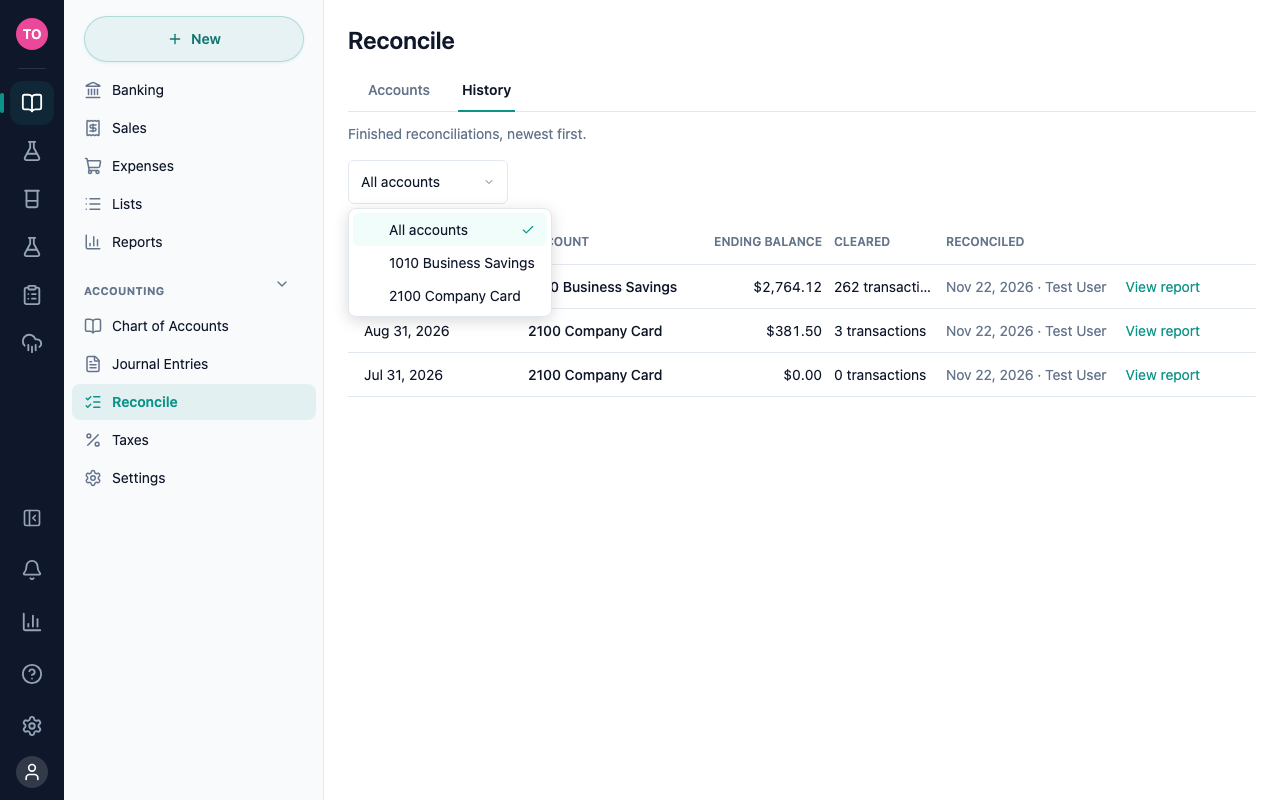 TO
New
Banking
Sales
Expenses
Lists
Reports
ACCOUNTING
Chart of Accounts
Journal Entries
Reconcile
Taxes
Settings
Reconcile
Accounts
History
Finished reconciliations, newest first.
All accounts
All accounts
1010 Business Savings
2100 Company Card
COUNT ENDING BALANCE CLEARED RECONCILED
0 Business Savings $2,764.12 262 transacti... Nov 22, 2026 · Test User View report
Aug 31, 2026 2100 Company Card $381.50 3 transactions Nov 22, 2026 · Test User View report
Jul 31, 2026 2100 Company Card $0.00 0 transactions Nov 22, 2026 · Test User View report